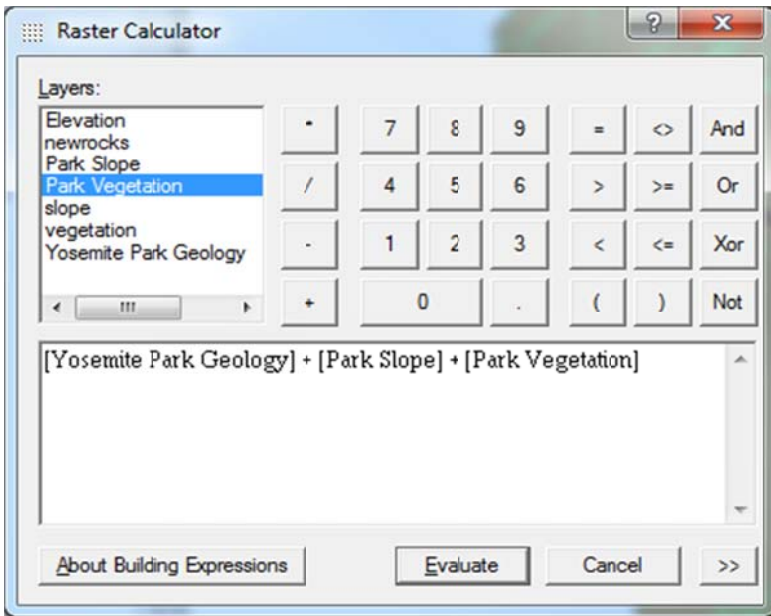 Raster Calculator
?
x
Layers:
Elevation
newrocks
Park Slope
Park Vegetation
slope
vegetation
Yosemite Park Geology
* 7 8 9 = <> And
/ 4 5 6 > >= Or
- 1 2 3 < <= Xor
+ 0 . ( ) Not
[Yosemite Park Geology] + [Park Slope] + [Park Vegetation]
About Building Expressions Evaluate Cancel >>